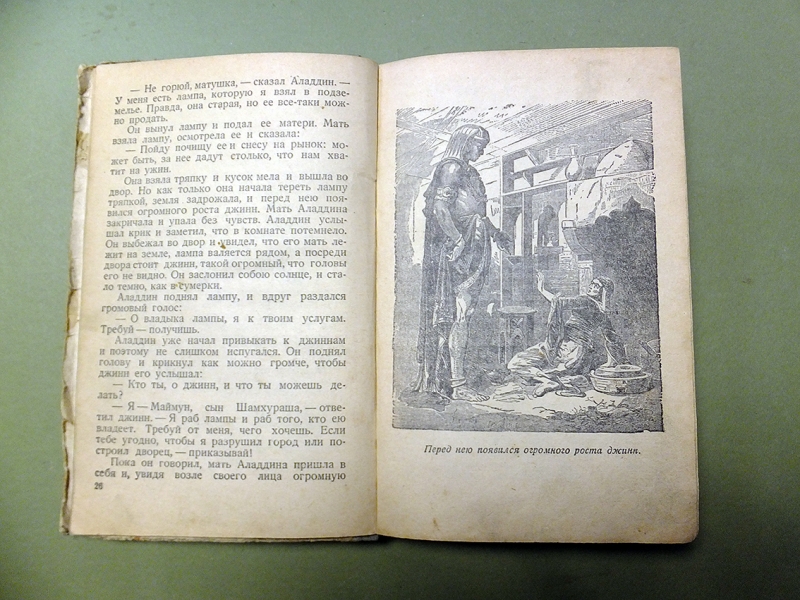 — Не горюй, матушка, — сказал Аладдин. —
У меня есть лампа, которую я взял в подзе-
мелье. Правда, она старая, но ее все-таки мож-
но продать.
Он вынул лампу и подал ее матери. Мать
взяла лампу, осмотрела ее и сказала:
— Пойду почищу ее и снесу на рынок: мо-
жет быть, за нее дадут столько, что нам хва-
тит на ужин.
Она взяла тряпку и кусок мела и вышла во
двор. Но как только она начала тереть лампу
тряпкой, земля задрожала, и перед нею поя-
вился огромного роста джинн. Мать Аладдина
закричала и упала без чувств. Аладдин услы-
шал крик и заметил, что в комнате потемнело.
Он выбежал во двор и увидел, что его мать ле-
жит на земле, лампа валяется рядом, а посреди
двора стоит джинн, такой огромный, что головы
его не видно. Он заслонил собою солнце, и ста-
ло темно, как в сумерки.
Аладдин поднял лампу, и вдруг раздался
громовый голос:
— О владыка лампы, я к твоим услугам.
Требуй — получишь.
Аладдин уже начал привыкать к джиннам
и поэтому не слишком испугался. Он поднял
голову и крикнул как можно громче, чтобы
джинн его услышал:
— Кто ты, о джинн, и что ты можешь де-
лать?
— Я — Маймун, сын Шамхураша, — отве-
тил джинн. — Я раб лампы и раб того, кто ею
владеет. Требуй от меня, чего хочешь. Если
тебе угодно, чтобы я разрушил город или по-
строил дворец, — приказывай!
Пока он говорил, мать Аладдина пришла в
себя и, увидя возле своего лица огромную
26
Перед нею появился огромного роста джинн.